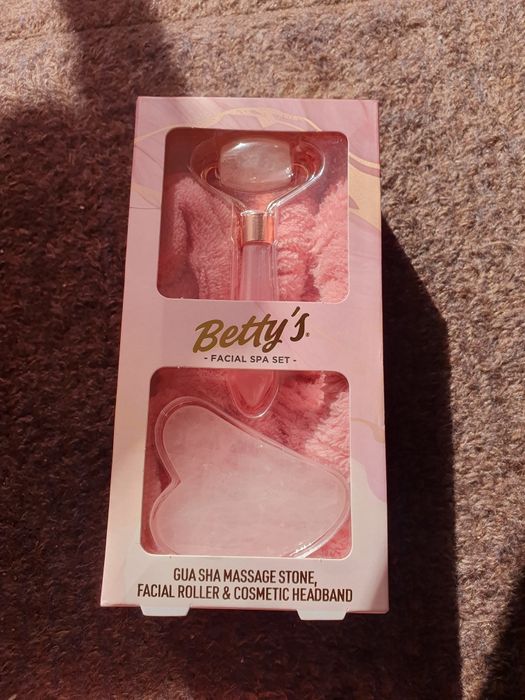 Betty's®
- FACIAL SPA SET -
GUA SHA MASSAGE STONE,
FACIAL ROLLER & COSMETIC HEADBAND